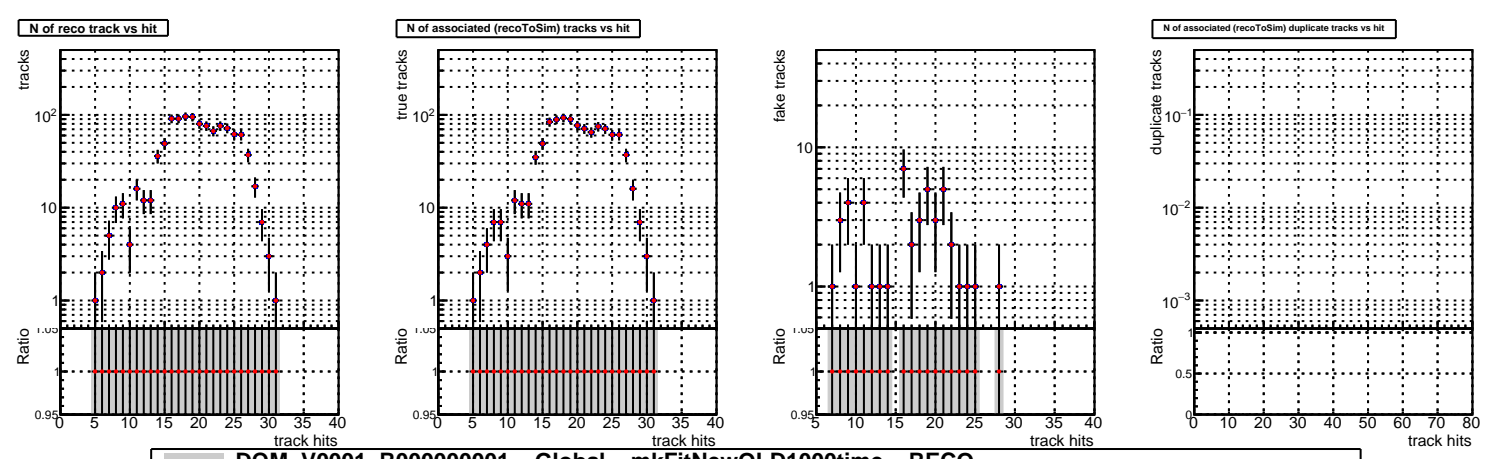 N of reco track vs hit
tracks
10²
10
1
1.05
Ratio
1
0.95
0 5 10 15 20 25 30 35 40
track hits
N of associated (recoToSim) tracks vs hit
true tracks
10²
10
1
1.05
Ratio
1
0.95
0 5 10 15 20 25 30 35 40
track hits
fake tracks
10
1
1.05
Ratio
1
0.95
5 10 15 20 25 30 35 40
track hits
N of associated (recoToSim) duplicate tracks vs hit
duplicate tracks
10⁻¹
10⁻²
10⁻³
Ratio
1
0.5
0
0 10 20 30 40 50 60 70 80
track hits